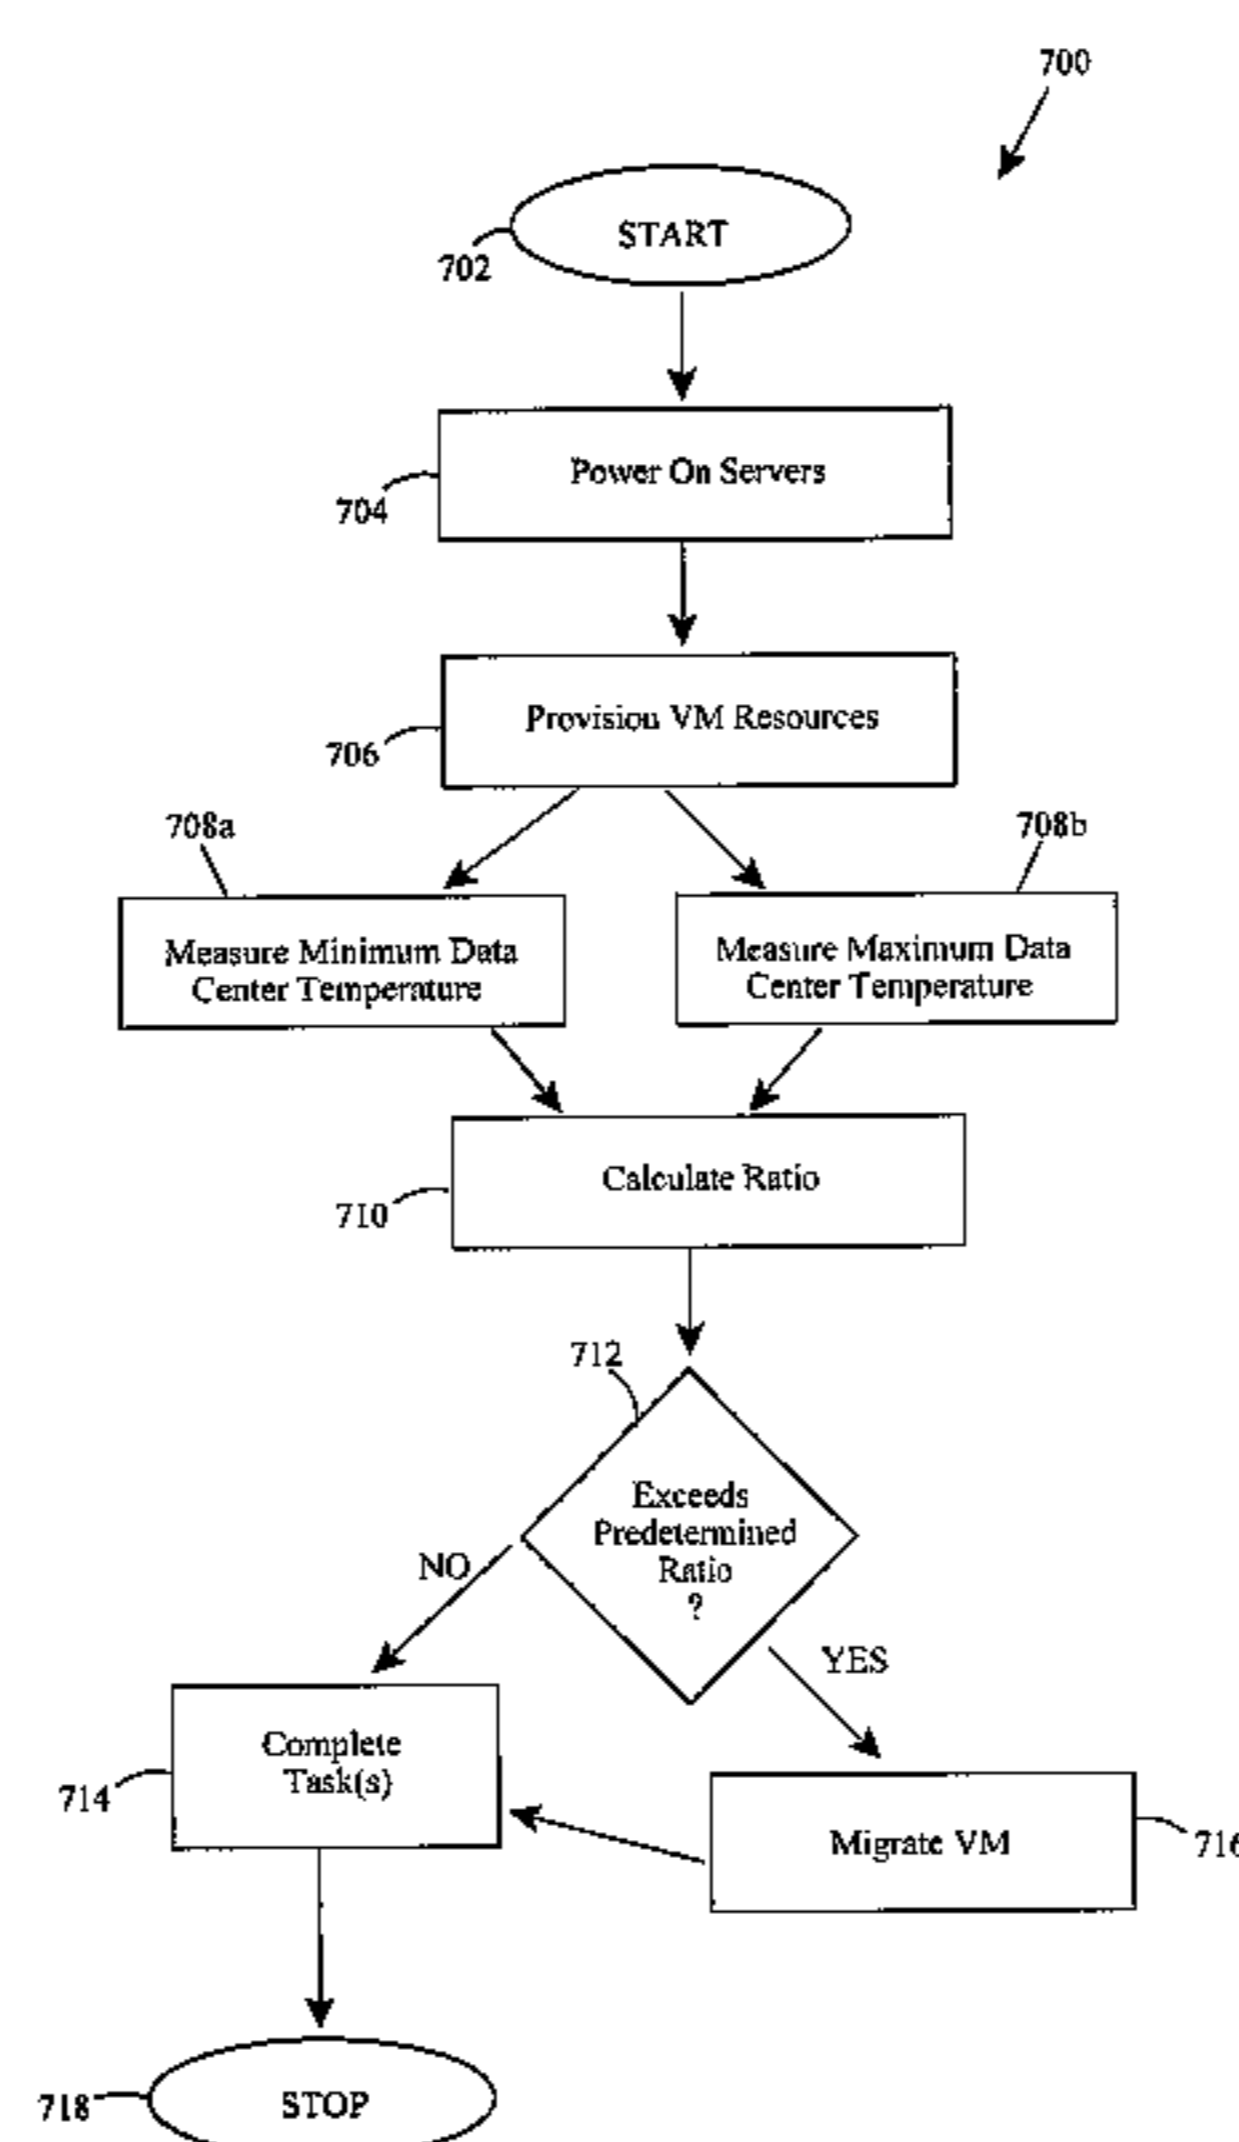 700
START
702
Power On Servers
704
Provision VM Resources
706
708a
708b
Measure Minimum Data
Center Temperature
Measure Maximum Data
Center Temperature
Calculate Ratio
710
712
Exceeds
Predetermined
Ratio
?
NO
YES
Complete
Task(s)
714
Migrate VM
716
STOP
718